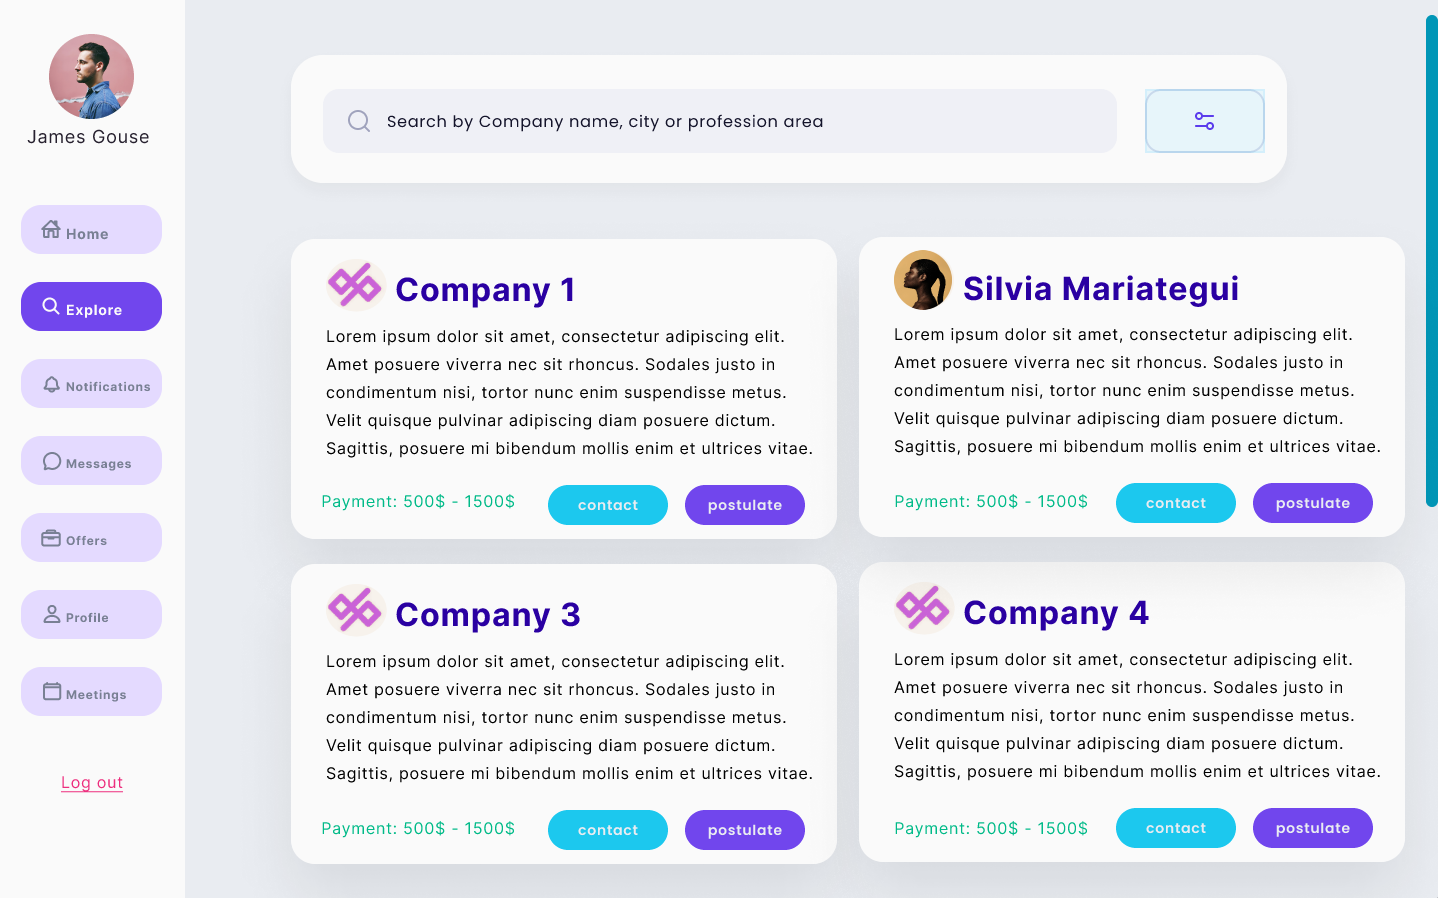 James Gouse
Home
Explore
Notifications
Messages
Offers
Profile
Meetings
Log out
Search by Company name, city or profession area
Company 1
Lorem ipsum dolor sit amet, consectetur adipiscing elit.
Amet posuere viverra nec sit rhoncus. Sodales justo in
condimentum nisi, tortor nunc enim suspendisse metus.
Velit quisque pulvinar adipiscing diam posuere dictum.
Sagittis, posuere mi bibendum mollis enim et ultrices vitae.
Payment: 500$ - 1500$
contact
postulate
Silvia Mariategui
Lorem ipsum dolor sit amet, consectetur adipiscing elit.
Amet posuere viverra nec sit rhoncus. Sodales justo in
condimentum nisi, tortor nunc enim suspendisse metus.
Velit quisque pulvinar adipiscing diam posuere dictum.
Sagittis, posuere mi bibendum mollis enim et ultrices vitae.
Payment: 500$ - 1500$
contact
postulate
Company 3
Lorem ipsum dolor sit amet, consectetur adipiscing elit.
Amet posuere viverra nec sit rhoncus. Sodales justo in
condimentum nisi, tortor nunc enim suspendisse metus.
Velit quisque pulvinar adipiscing diam posuere dictum.
Sagittis, posuere mi bibendum mollis enim et ultrices vitae.
Payment: 500$ - 1500$
contact
postulate
Company 4
Lorem ipsum dolor sit amet, consectetur adipiscing elit.
Amet posuere viverra nec sit rhoncus. Sodales justo in
condimentum nisi, tortor nunc enim suspendisse metus.
Velit quisque pulvinar adipiscing diam posuere dictum.
Sagittis, posuere mi bibendum mollis enim et ultrices vitae.
Payment: 500$ - 1500$
contact
postulate